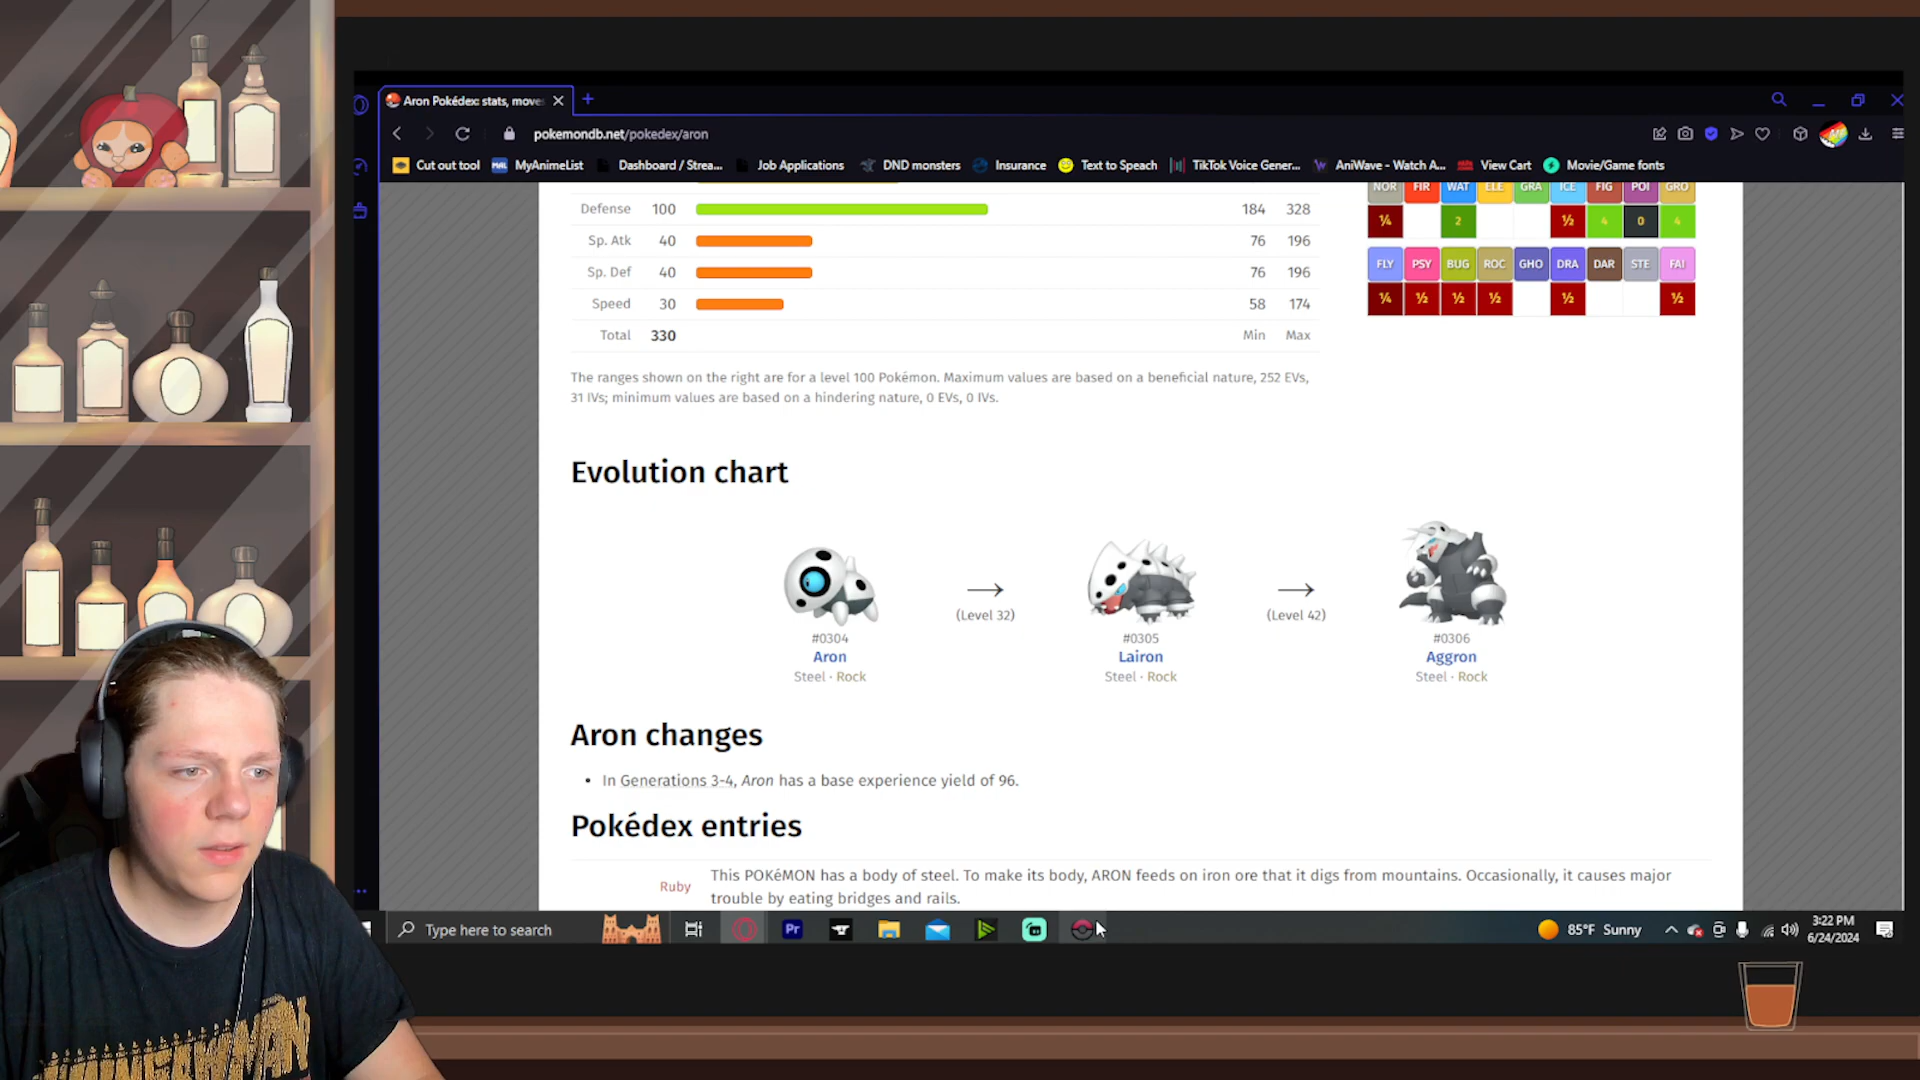 Aron Pokédex: stats, moves
pokemondb.net/pokedex/aron
Cut out tool MyAnimeList Dashboard / Strea... Job Applications DND monsters Insurance Text to Speach TikTok Voice Gener... AniWave - Watch A... View Cart Movie/Game fonts
NOR FIR WAT ELE GRA ICE FIG POI GRO
Defense 100 184 328
¼ 2 ½ 4 0 4
Sp. Atk 40 76 196
FLY PSY BUG ROC GHO DRA DAR STE FAI
Sp. Def 40 76 196
¼ ½ ½ ½ ½ ½
Speed 30 58 174
Total 330 Min Max
The ranges shown on the right are for a level 100 Pokémon. Maximum values are based on a beneficial nature, 252 EVs,
31 IVs; minimum values are based on a hindering nature, 0 EVs, 0 IVs.
Evolution chart
(Level 32) (Level 42)
#0304 #0305 #0306
Aron Lairon Aggron
Steel · Rock Steel · Rock Steel · Rock
Aron changes
• In Generations 3-4, Aron has a base experience yield of 96.
Pokédex entries
Ruby
This POKéMON has a body of steel. To make its body, ARON feeds on iron ore that it digs from mountains. Occasionally, it causes major
trouble by eating bridges and rails.
Type here to search
Pr
85°F Sunny
3:22 PM
6/24/2024